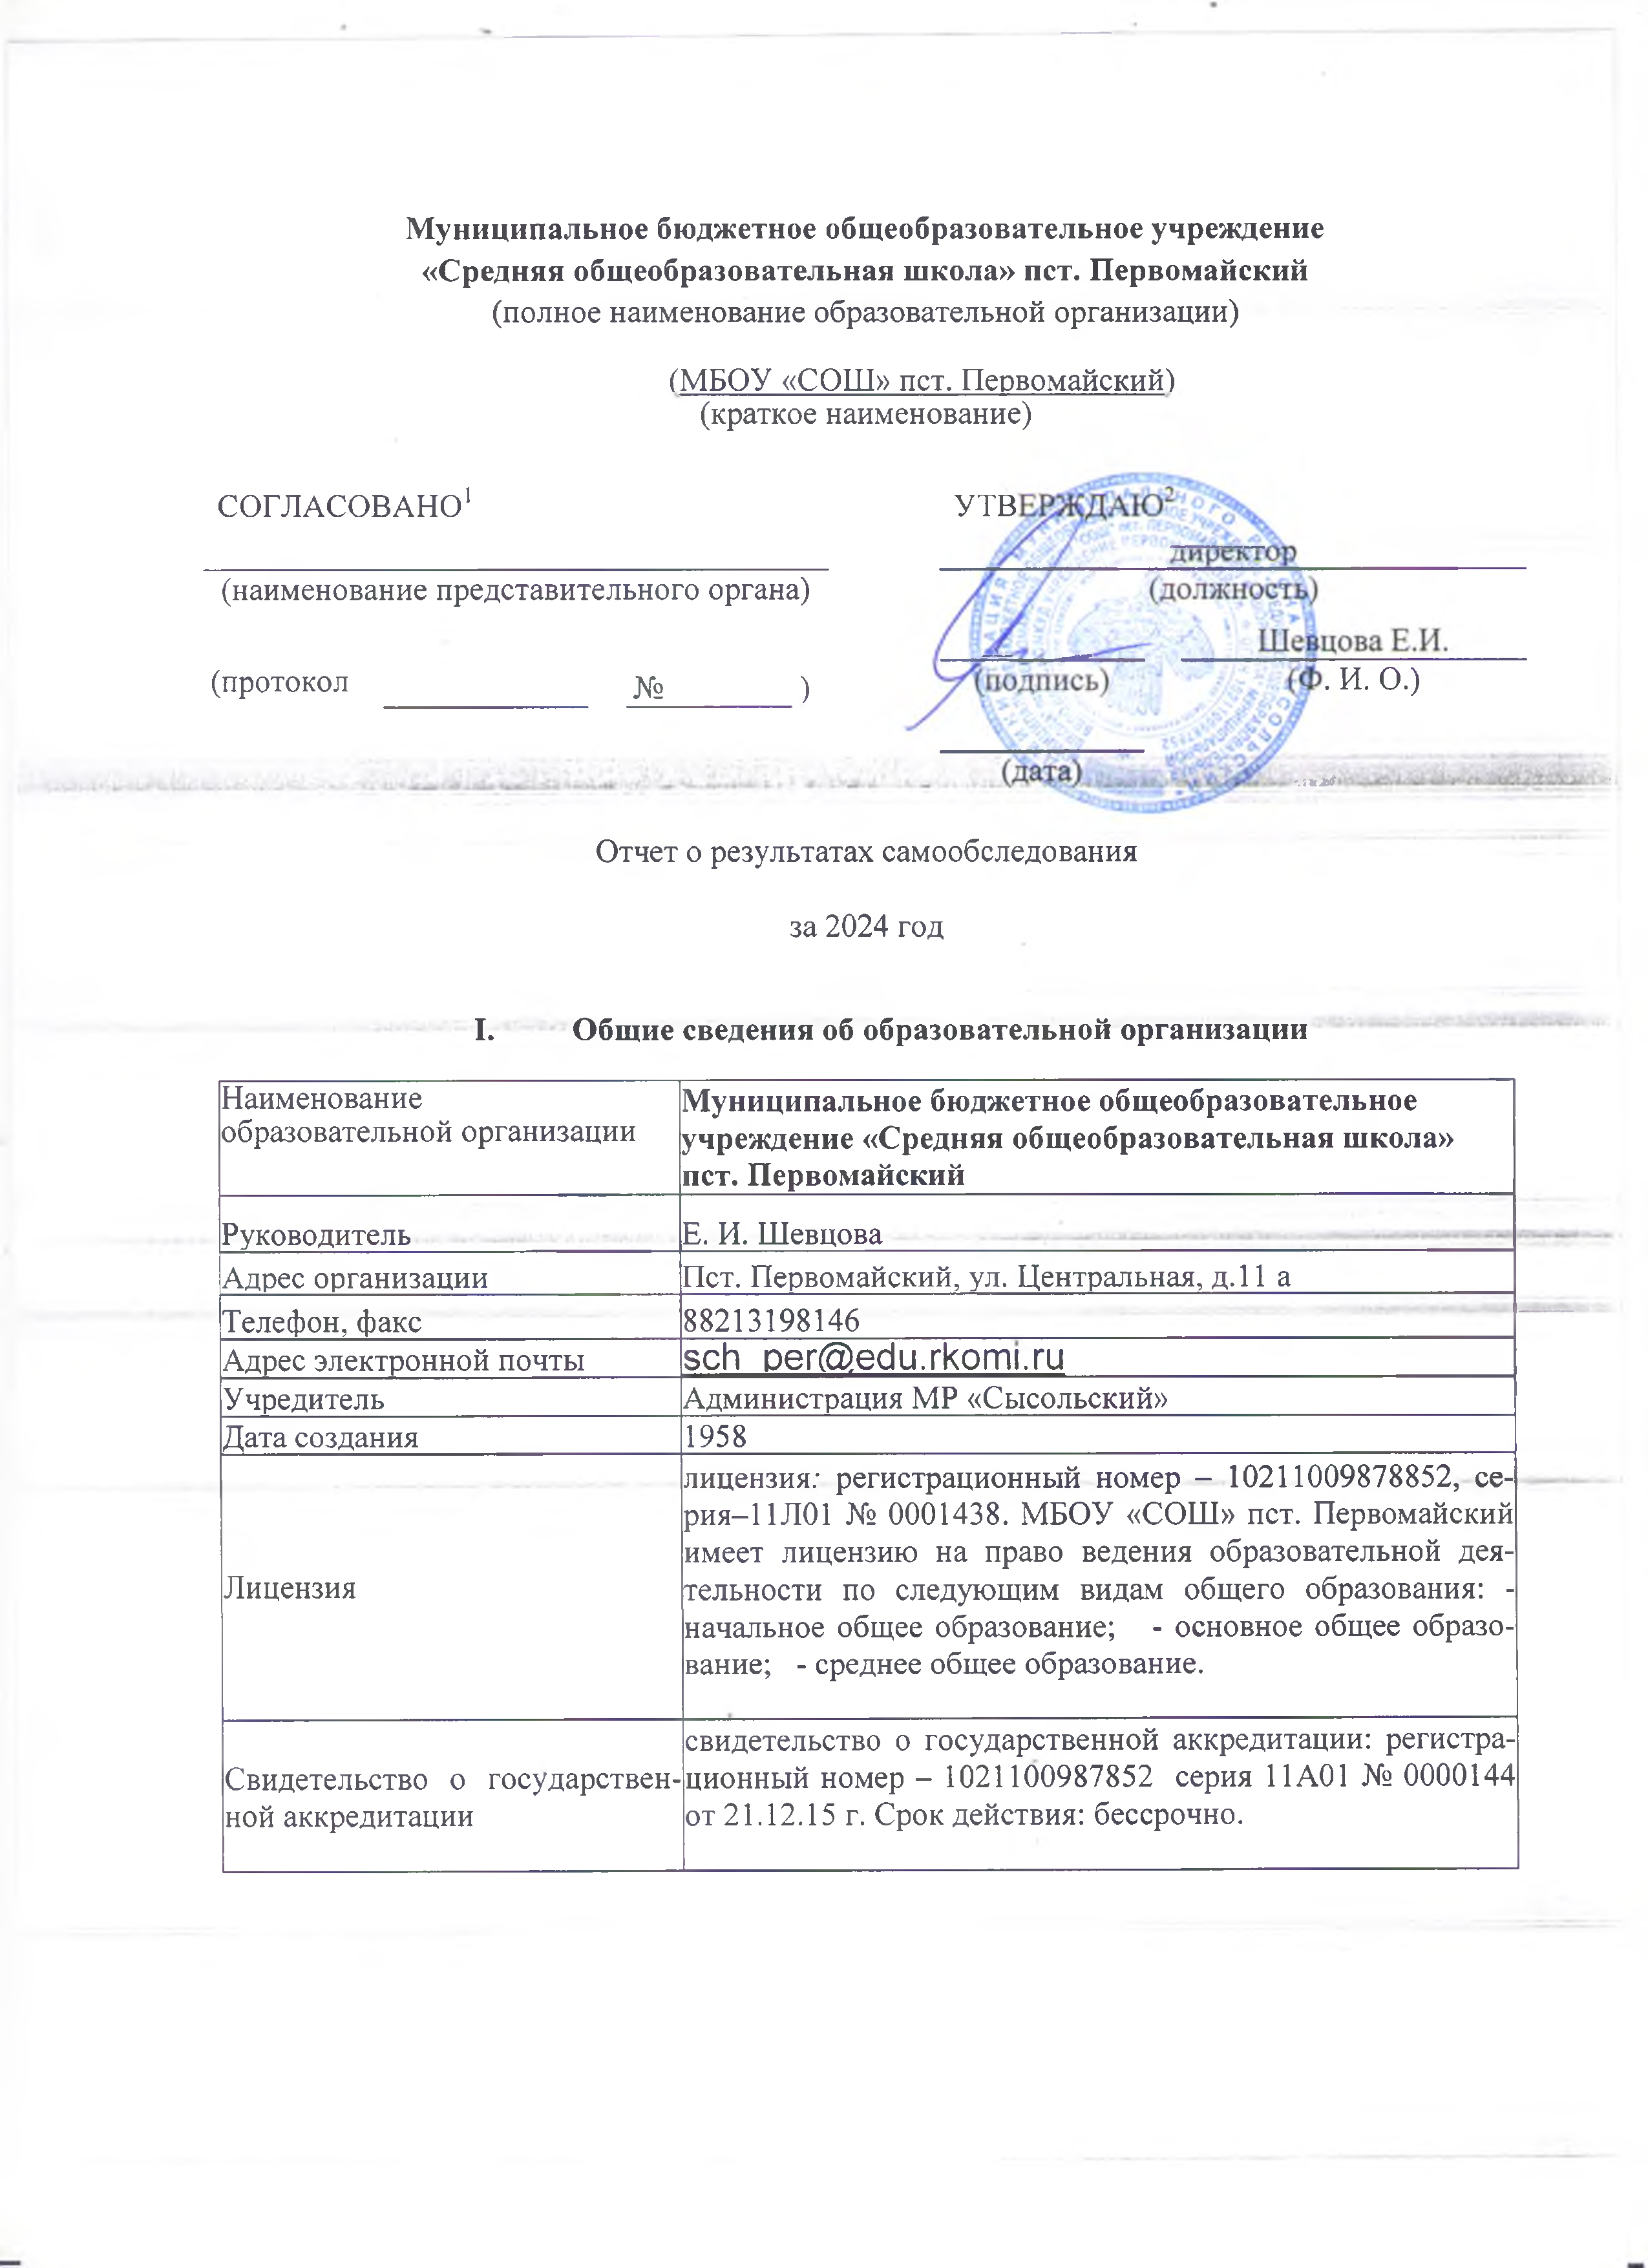 Муниципальное бюджетное общеобразовательное учреждение
«Средняя общеобразовательная школа» пст. Первомайский
(полное наименование образовательной организации)
(МБОУ «СОШ» пст. Первомайский)
(краткое наименование)
СОГЛАСОВАНО1
(наименование представительного органа)
(протокол № )
УТВЕРЖДАЮ2
директор
(должность)
Шевцова Е.И.
(подпись) (Ф. И. О.)
(дата)
Отчет о результатах самообследования
за 2024 год
I. Общие сведения об образовательной организации
Наименование
образовательной организации
Муниципальное бюджетное общеобразовательное
учреждение «Средняя общеобразовательная школа»
пст. Первомайский
Руководитель Е. И. Шевцова
Адрес организации Пст. Первомайский, ул. Центральная, д.11 а
Телефон, факс 88213198146
Адрес электронной почты sch_per@edu.rkomi.ru
Учредитель Администрация МР «Сысольский»
Дата создания 1958
Лицензия
лицензия: регистрационный номер – 10211009878852, се-
рия–11Л01 № 0001438. МБОУ «СОШ» пст. Первомайский
имеет лицензию на право ведения образовательной дея-
тельности по следующим видам общего образования: -
начальное общее образование; - основное общее образо-
вание; - среднее общее образование.
Свидетельство о государствен-
ной аккредитации
свидетельство о государственной аккредитации: регистра-
ционный номер – 1021100987852 серия 11А01 № 0000144
от 21.12.15 г. Срок действия: бессрочно.